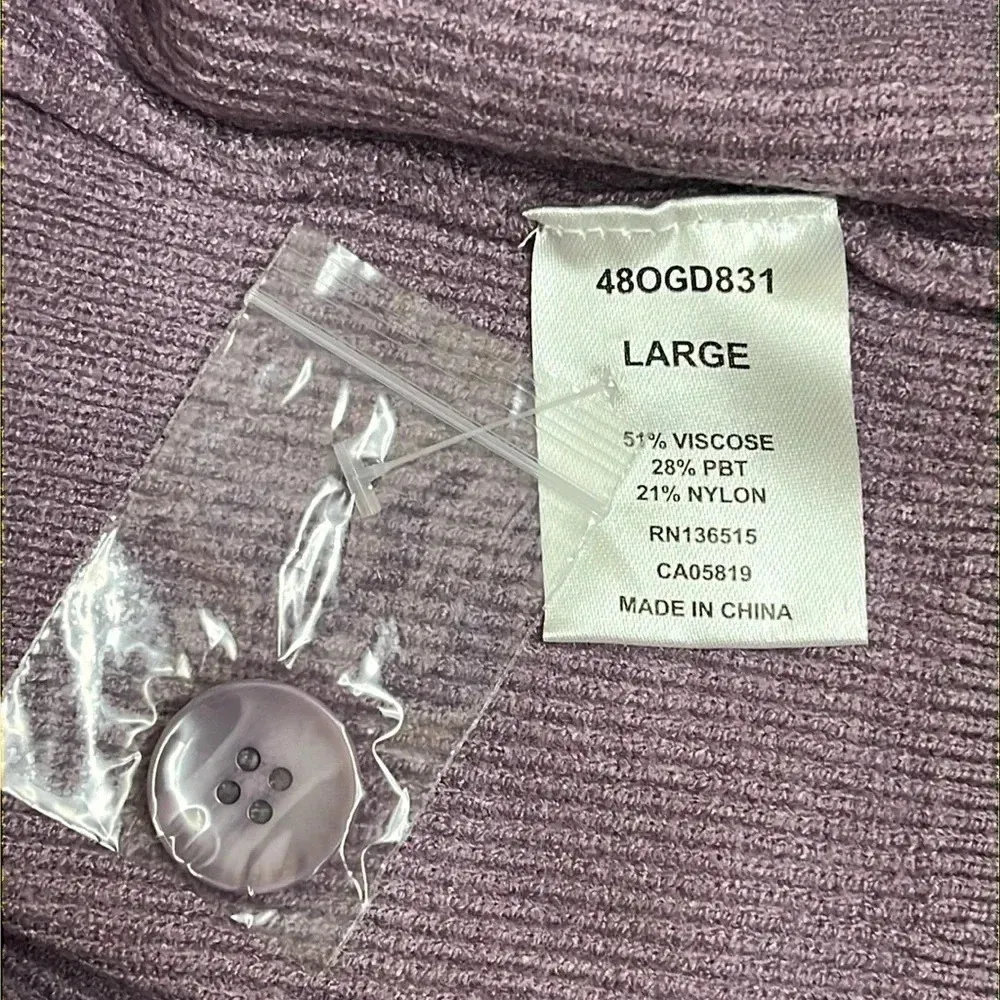 48OGD831
LARGE
51% VISCOSE
28% PBT
21% NYLON
RN136515
CA05819
MADE IN CHINA